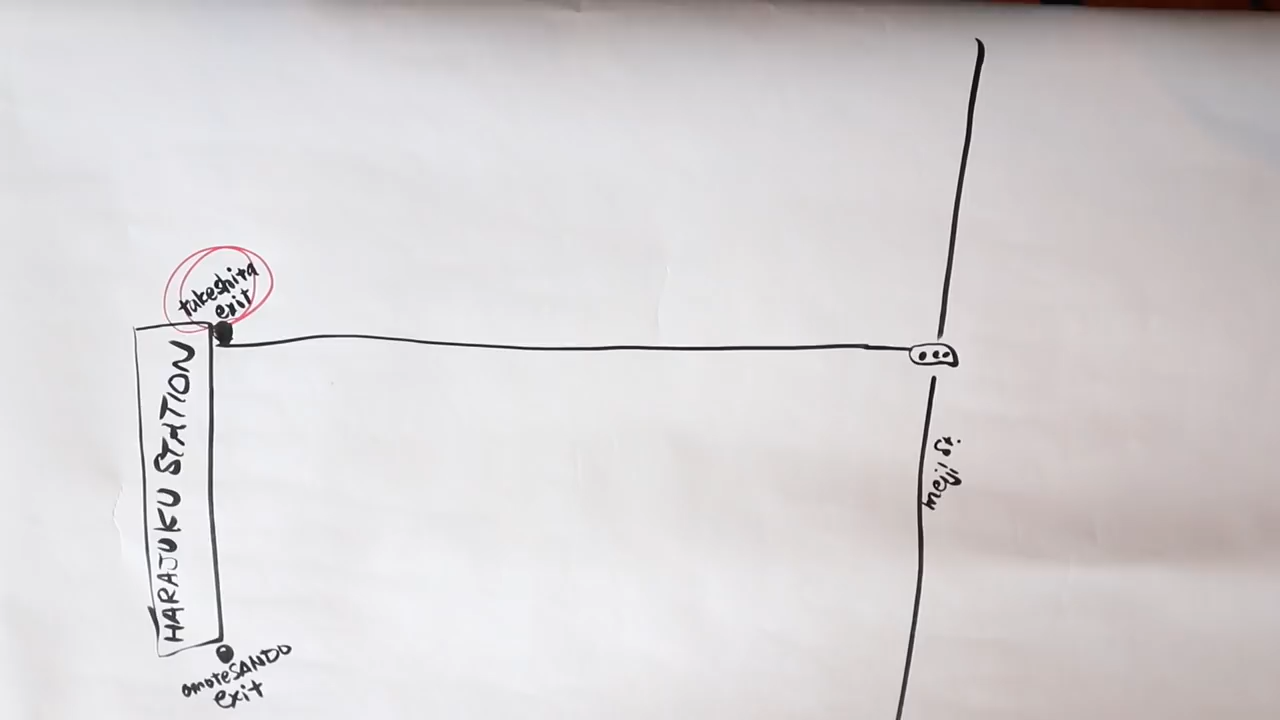 takeshita
exit
HARAJUKU STATION
meiji st
omoteSANDO
exit